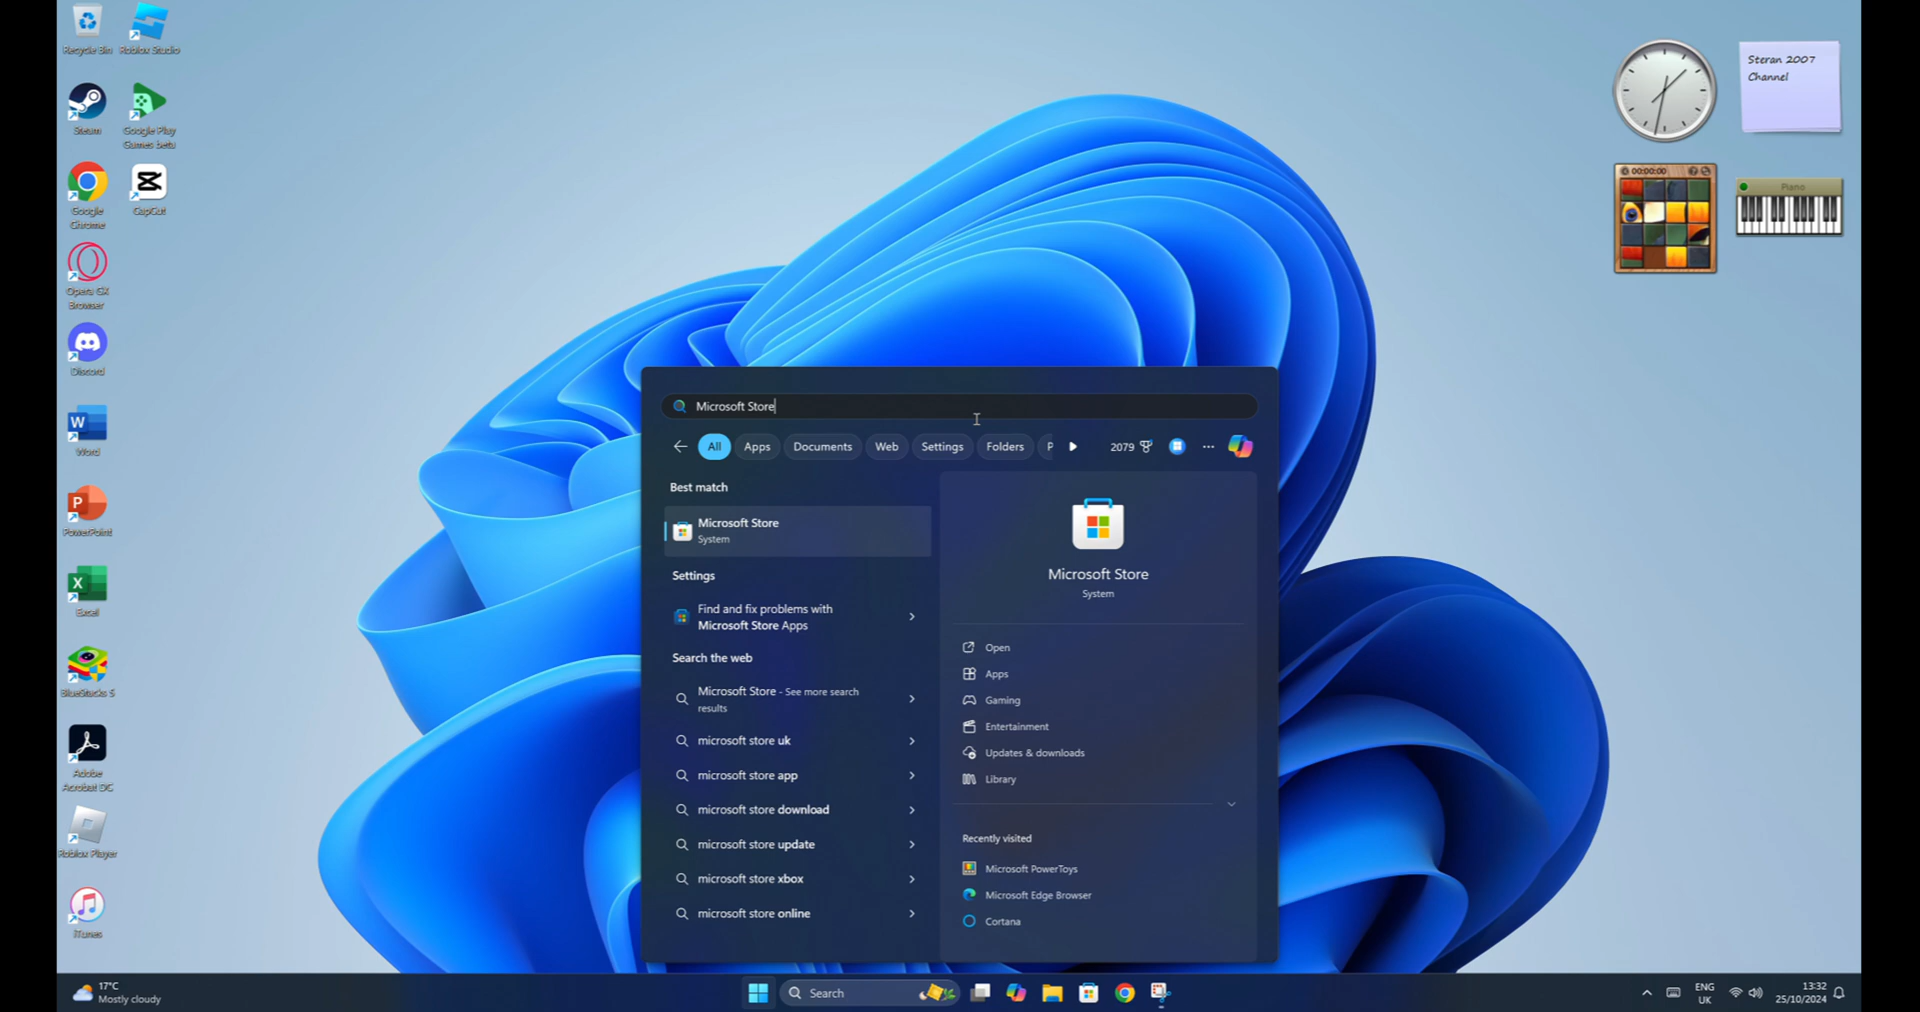 Recycle Bin
Roblox Studio
Steam
Google Play
Games beta
Google
Chrome
CapCut
Opera GX
Browser
Discord
Word
PowerPoint
Excel
BlueStacks 5
Adobe
Acrobat DC
Roblox Player
iTunes
Steran 2007
Channel
00:00:00
Piano
Microsoft Store
All
Apps
Documents
Web
Settings
Folders
P
2079
Best match
Microsoft Store
System
Settings
Find and fix problems with
Microsoft Store Apps
Search the web
Microsoft Store - See more search
results
microsoft store uk
microsoft store app
microsoft store download
microsoft store update
microsoft store xbox
microsoft store online
Microsoft Store
System
Open
Apps
Gaming
Entertainment
Updates & downloads
Library
Recently visited
Microsoft PowerToys
Microsoft Edge Browser
Cortana
17°C
Mostly cloudy
Search
ENG
UK
13:32
25/10/2024